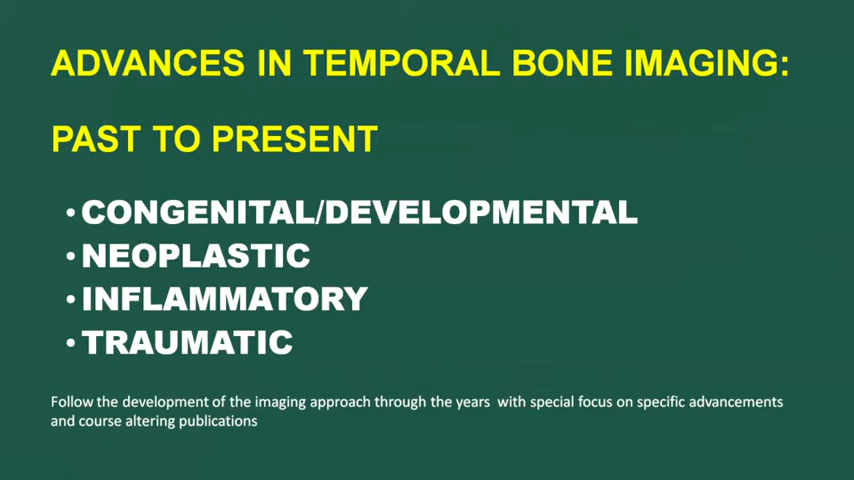 ADVANCES IN TEMPORAL BONE IMAGING:
PAST TO PRESENT
• CONGENITAL/DEVELOPMENTAL
• NEOPLASTIC
• INFLAMMATORY
• TRAUMATIC
Follow the development of the imaging approach through the years with special focus on specific advancements
and course altering publications